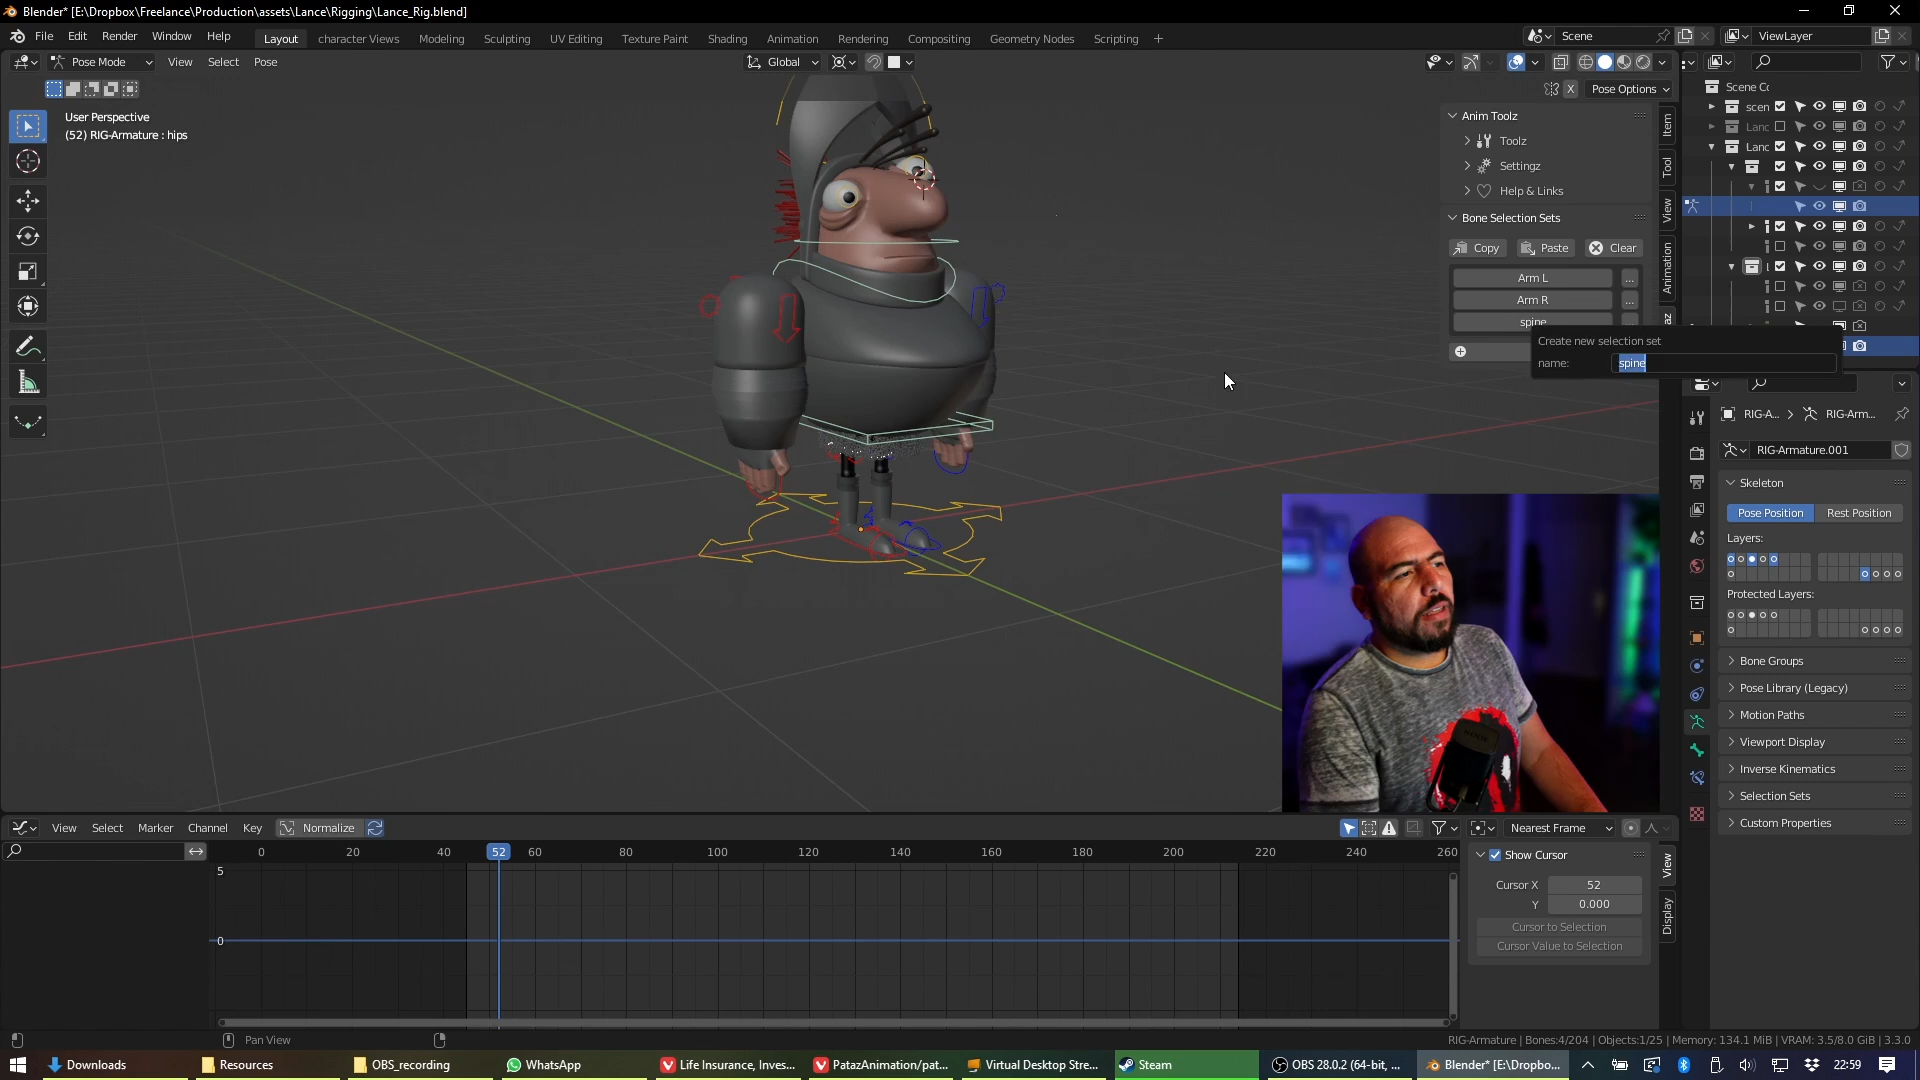 Blender* [E:\Dropbox\Freelance\Production\assets\Lance\Rigging\Lance_Rig.blend]
File Edit Render Window Help Layout character Views Modeling Sculpting UV Editing Texture Paint Shading Animation Rendering Compositing Geometry Nodes Scripting + Scene ViewLayer
Pose Mode View Select Pose Global
X Pose Options
Scene Cc
User Perspective
(52) RIG-Armature : hips
Anim Toolz
Toolz
Settingz
Help & Links
Bone Selection Sets
Copy Paste Clear
Arm L ...
Arm R ...
spine
Item
Tool
View
Animation
az
scen
Lanc
Lanc
Create new selection set
name: spine
RIG-A... > RIG-Arm...
RIG-Armature.001
Skeleton
Pose Position Rest Position
Layers:
Protected Layers:
Bone Groups
Pose Library (Legacy)
Motion Paths
Viewport Display
Inverse Kinematics
Selection Sets
Custom Properties
View Select Marker Channel Key Normalize Nearest Frame
0 20 40 52 60 80 100 120 140 160 180 200 220 240 260
5
0
Show Cursor
Cursor X 52
Y 0.000
Cursor to Selection
Cursor Value to Selection
View
Display
Pan View
RIG-Armature | Bones:4/204 | Objects:1/25 | Memory: 134.1 MiB | VRAM: 3.5/8.0 GiB | 3.3.0
Downloads Resources OBS_recording WhatsApp Life Insurance, Inves... PatazAnimation/pat... Virtual Desktop Stre... Steam OBS 28.0.2 (64-bit, ... Blender* [E:\Dropbo... 22:59